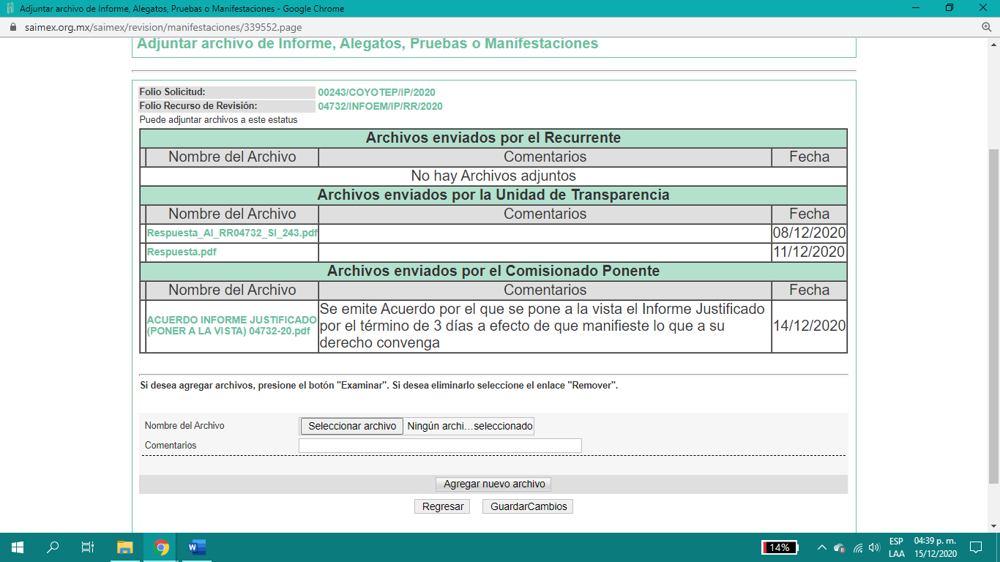 Adjuntar archivo de Informe, Alegatos, Pruebas o Manifestaciones - Google Chrome
saimex.org.mx/saimex/revision/manifestaciones/339552.page
Adjuntar archivo de Informe, Alegatos, Pruebas o Manifestaciones
Folio Solicitud: 00243/COYOTEP/IP/2020
Folio Recurso de Revisión: 04732/INFOEM/IP/RR/2020
Puede adjuntar archivos a este estatus
Archivos enviados por el Recurrente
Nombre del Archivo Comentarios Fecha
No hay Archivos adjuntos
Archivos enviados por la Unidad de Transparencia
Nombre del Archivo Comentarios Fecha
Respuesta_AI_RR04732_SI_243.pdf 08/12/2020
Respuesta.pdf 11/12/2020
Archivos enviados por el Comisionado Ponente
Nombre del Archivo Comentarios Fecha
ACUERDO INFORME JUSTIFICADO
(PONER A LA VISTA) 04732-20.pdf
Se emite Acuerdo por el que se pone a la vista el Informe Justificado
por el término de 3 días a efecto de que manifieste lo que a su
derecho convenga
14/12/2020
Si desea agregar archivos, presione el botón "Examinar". Si desea eliminarlo seleccione el enlace "Remover".
Nombre del Archivo Seleccionar archivo Ningún archi...seleccionado
Comentarios
Agregar nuevo archivo
Regresar GuardarCambios
14% ESP 04:39 p. m.
LAA 15/12/2020